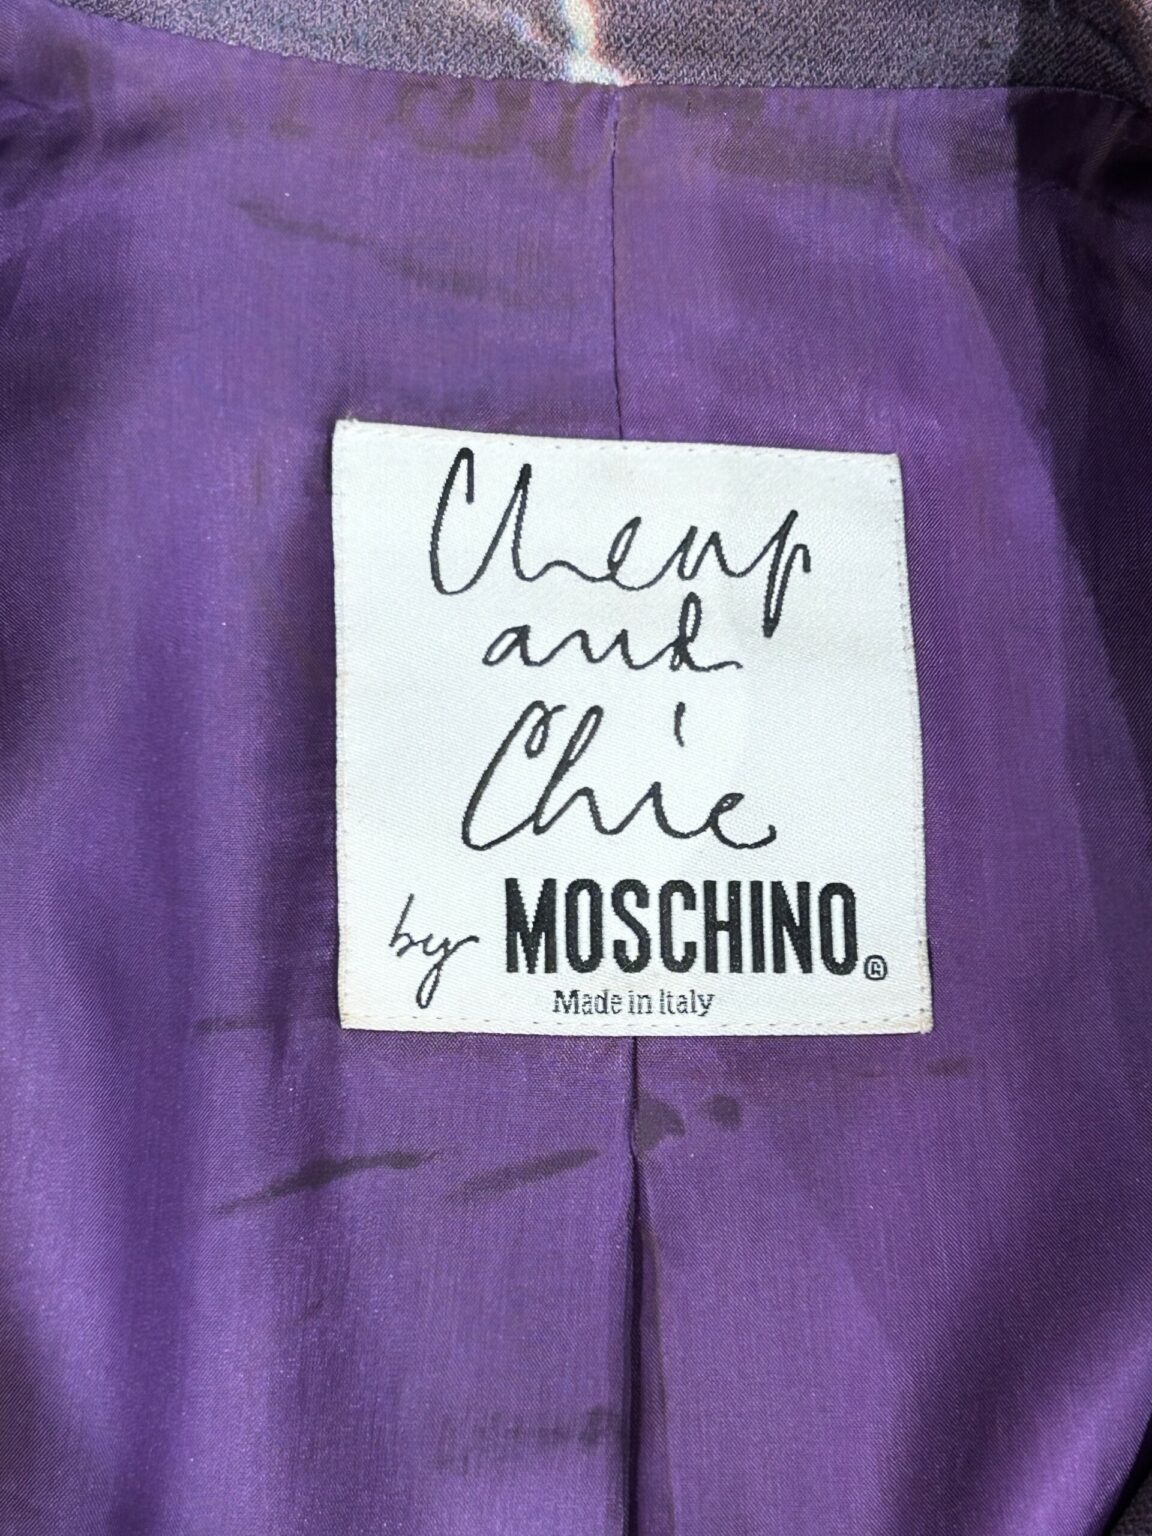 Cheap
and
Chic
by MOSCHINO®
Made in Italy